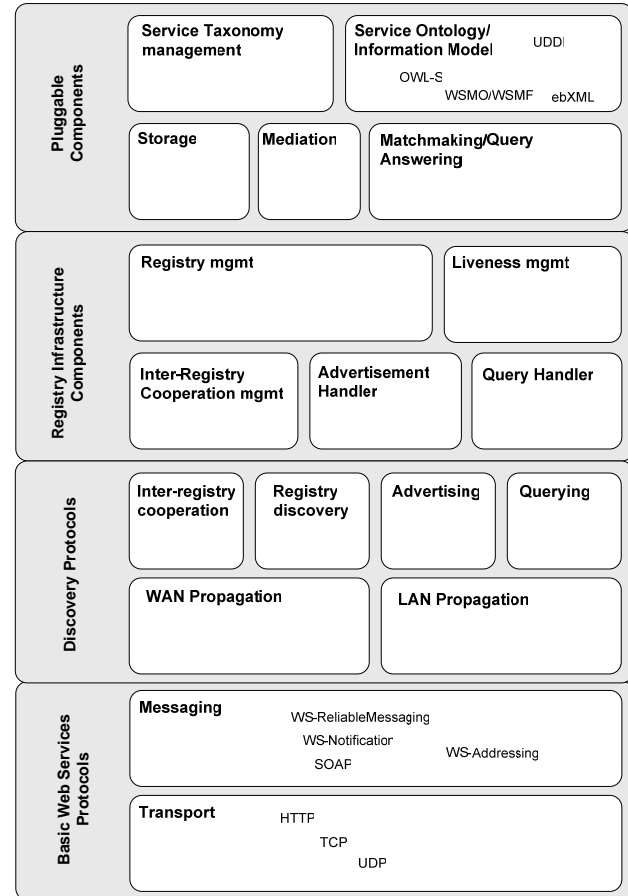 Pluggable
Components
Service Taxonomy
management
Service Ontology/
Information Model
UDDI
OWL-S
WSMO/WSMF
ebXML
Storage
Mediation
Matchmaking/Query
Answering
Registry Infrastructure
Components
Registry mgmt
Liveness mgmt
Inter-Registry
Cooperation mgmt
Advertisement
Handler
Query Handler
Discovery Protocols
Inter-registry
cooperation
Registry
discovery
Advertising
Querying
WAN Propagation
LAN Propagation
Basic Web Services
Protocols
Messaging
WS-ReliableMessaging
WS-Notification
WS-Addressing
SOAP
Transport
HTTP
TCP
UDP